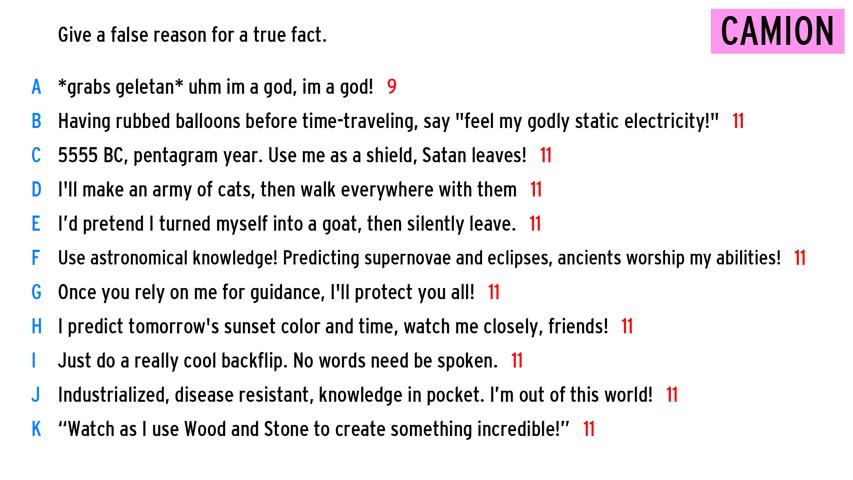 Give a false reason for a true fact.
CAMION
A *grabs geletan* uhm im a god, im a god! 9
B Having rubbed balloons before time-traveling, say "feel my godly static electricity!" 11
C 5555 BC, pentagram year. Use me as a shield, Satan leaves! 11
D I'll make an army of cats, then walk everywhere with them 11
E I’d pretend I turned myself into a goat, then silently leave. 11
F Use astronomical knowledge! Predicting supernovae and eclipses, ancients worship my abilities! 11
G Once you rely on me for guidance, I'll protect you all! 11
H I predict tomorrow's sunset color and time, watch me closely, friends! 11
I Just do a really cool backflip. No words need be spoken. 11
J Industrialized, disease resistant, knowledge in pocket. I’m out of this world! 11
K “Watch as I use Wood and Stone to create something incredible!” 11